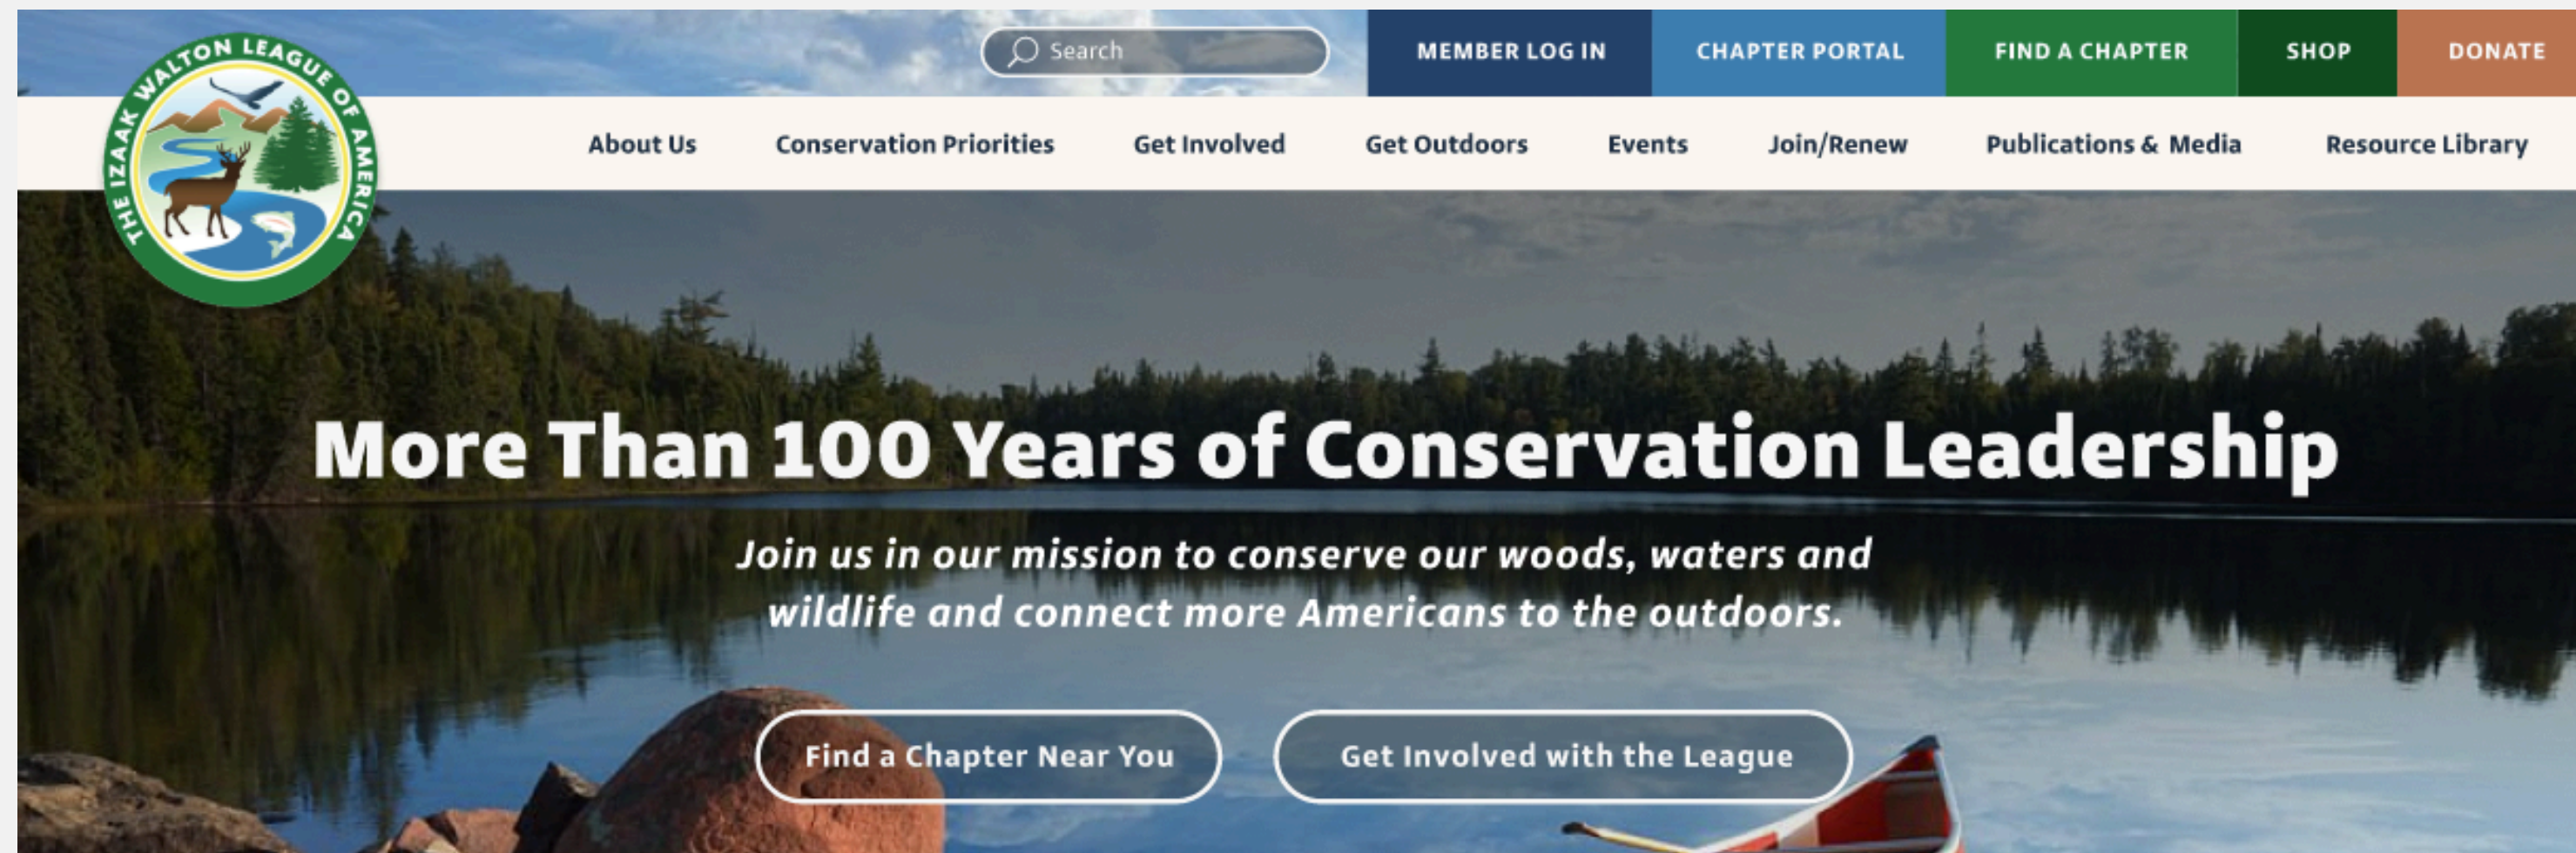 THE IZAAK WALTON LEAGUE OF AMERICA
Search
MEMBER LOG IN
CHAPTER PORTAL
FIND A CHAPTER
SHOP
DONATE
About Us
Conservation Priorities
Get Involved
Get Outdoors
Events
Join/Renew
Publications & Media
Resource Library
More Than 100 Years of Conservation Leadership
Join us in our mission to conserve our woods, waters and
wildlife and connect more Americans to the outdoors.
Find a Chapter Near You
Get Involved with the League